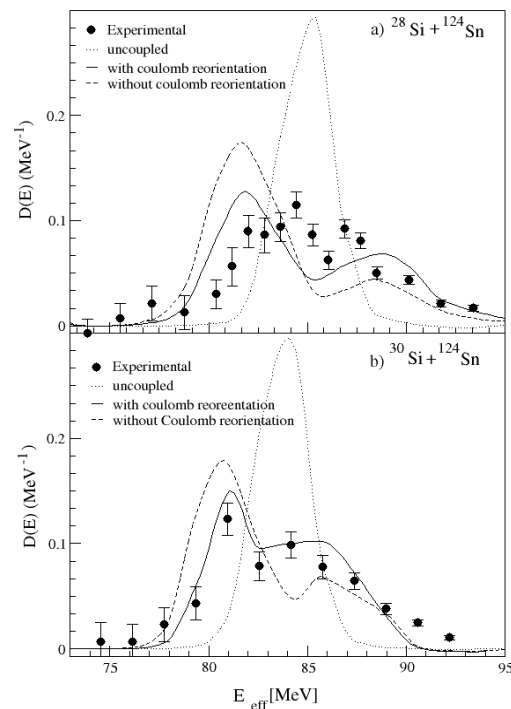 Experimental
uncoupled
with coulomb reorientation
without coulomb reorientation
a) ²⁸Si + ¹²⁴Sn
D(E) (MeV⁻¹)
0.2
0.1
0
Experimental
uncoupled
with coulomb reoreentation
without Coulomb reorientation
b) ³⁰Si + ¹²⁴Sn
D(E) (MeV⁻¹)
0.2
0.1
0
75 80 85 90 95
E eff [MeV]